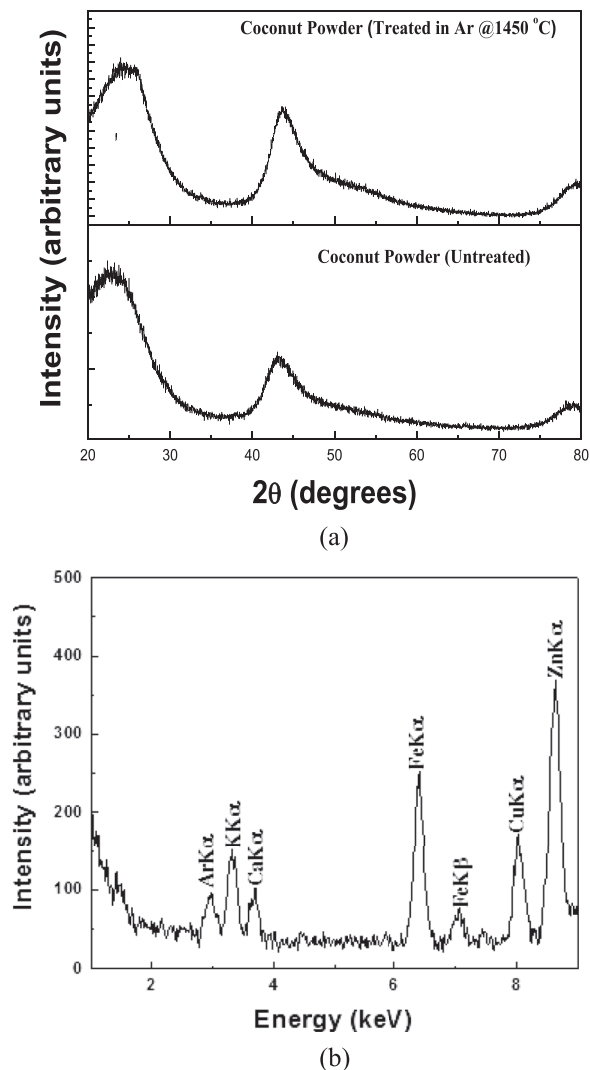 Coconut Powder (Treated in Ar @1450 °C)
Intensity (arbitrary units)
Coconut Powder (Untreated)
20 30 40 50 60 70 80
2θ (degrees)
(a)
500
400
300
200
100
0
Intensity (arbitrary units)
ArKα
KKα
CaKα
FeKα
FeKβ
CuKα
ZnKα
2 4 6 8
Energy (keV)
(b)